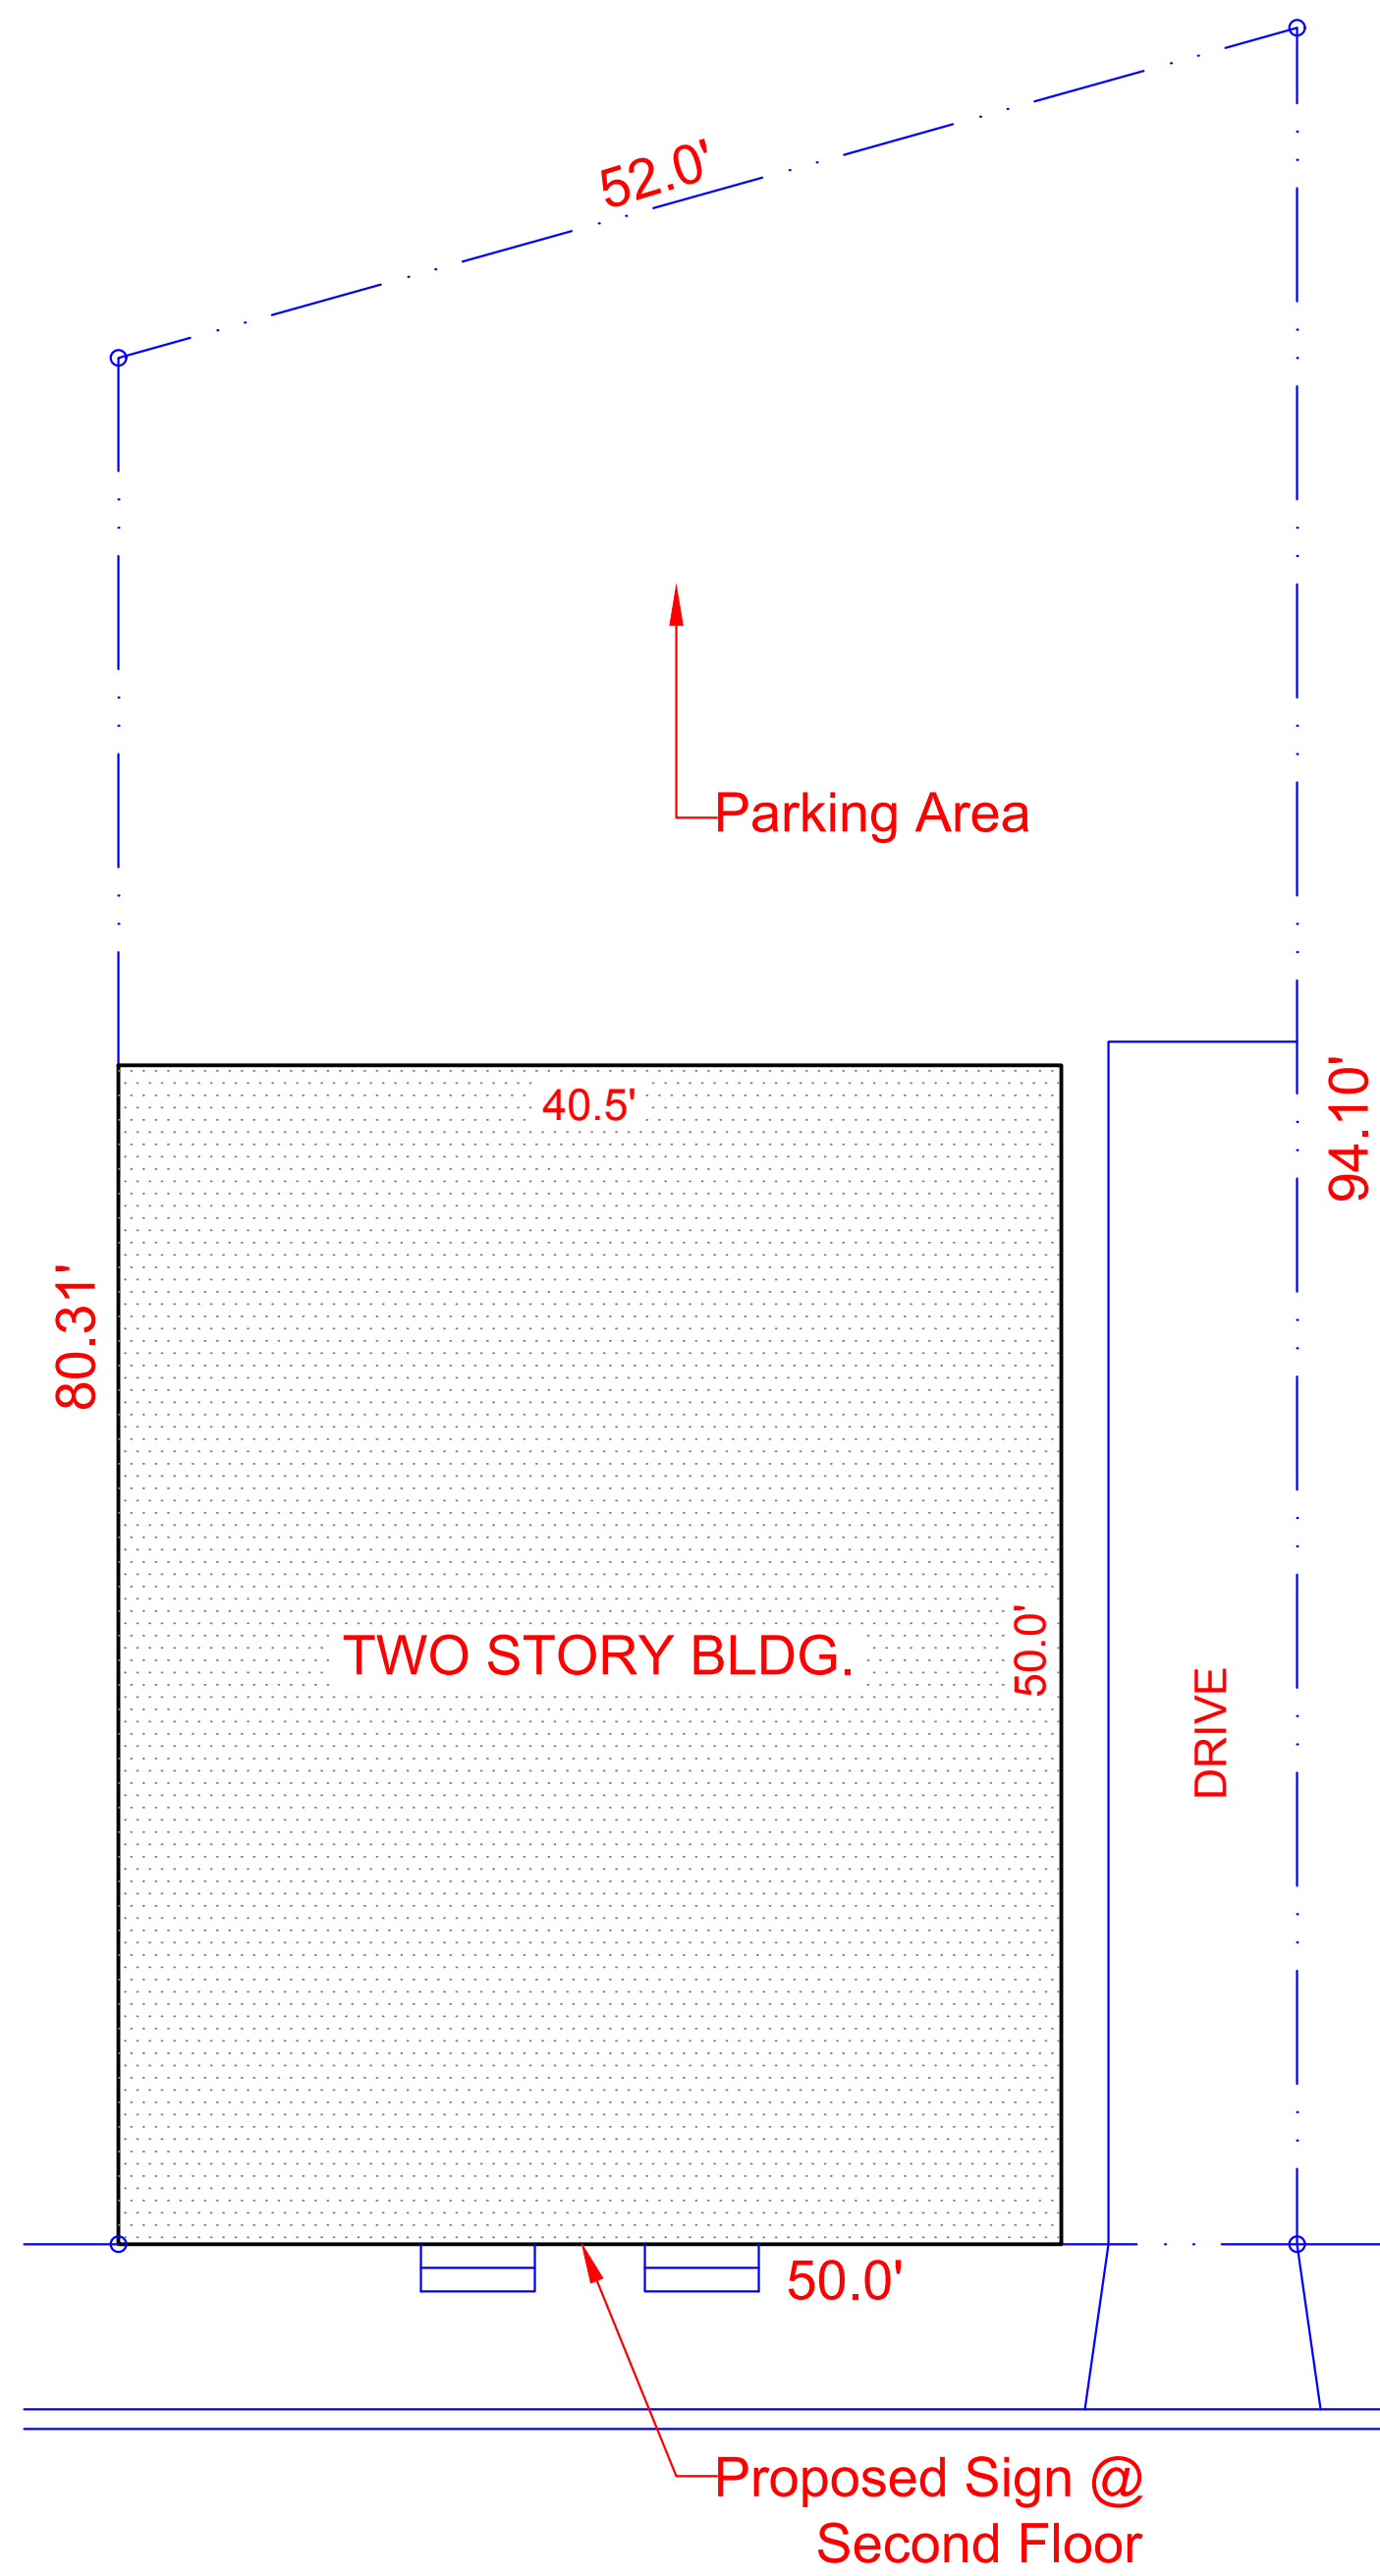 52.0'
Parking Area
40.5'
94.10'
80.31'
TWO STORY BLDG.
50.0'
DRIVE
50.0'
Proposed Sign @
Second Floor